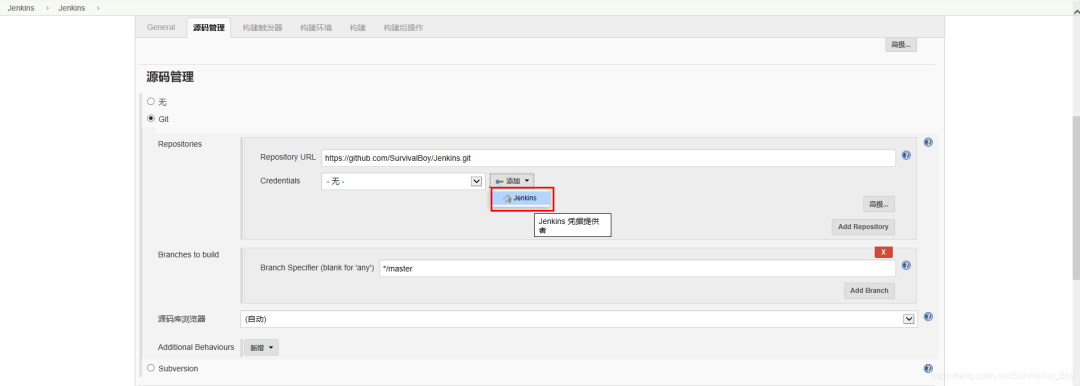 Jenkins › Jenkins ›
General 源码管理 构建触发器 构建环境 构建 构建后操作
高级...
源码管理
无
Git
Repositories
Repository URL https://github.com/SurvivalBoy/Jenkins.git
Credentials - 无 - 添加
Jenkins
Jenkins 凭据提供
者
高级...
Add Repository
Branches to build
X
Branch Specifier (blank for 'any') */master
Add Branch
源码库浏览器 (自动)
Additional Behaviours 新增
Subversion
https://blog.csdn.net/Survivalist_Boy